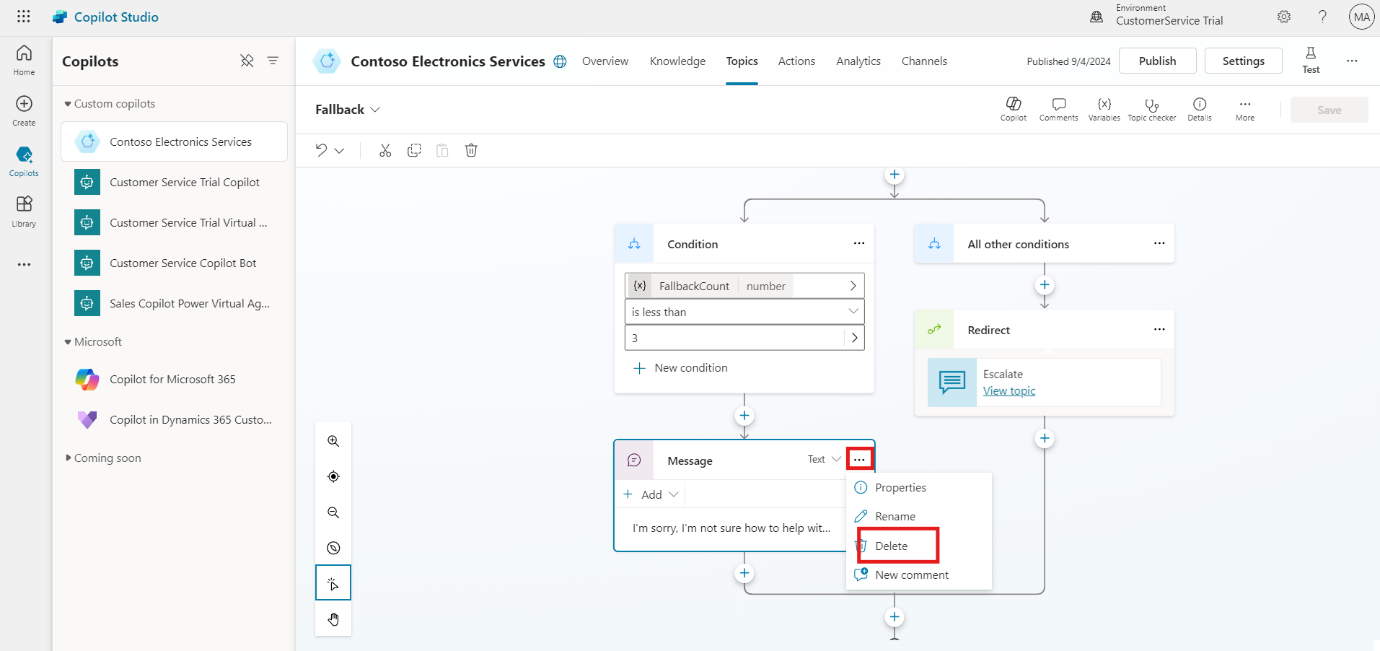 Copilot Studio
Environment
CustomerService Trial
?
MA
Home
Create
Copilots
Library
Copilots
Custom copilots
Contoso Electronics Services
Customer Service Trial Copilot
Customer Service Trial Virtual ...
Customer Service Copilot Bot
Sales Copilot Power Virtual Ag...
Microsoft
Copilot for Microsoft 365
Copilot in Dynamics 365 Custo...
Coming soon
Contoso Electronics Services
Overview
Knowledge
Topics
Actions
Analytics
Channels
Published 9/4/2024
Publish
Settings
Test
Fallback
Copilot
Comments
{x}
Variables
Topic checker
Details
More
Save
Condition
{x} FallbackCount number
is less than
3
New condition
All other conditions
Redirect
Escalate
View topic
Message
Text
Add
I'm sorry, I'm not sure how to help wit...
Properties
Rename
Delete
New comment